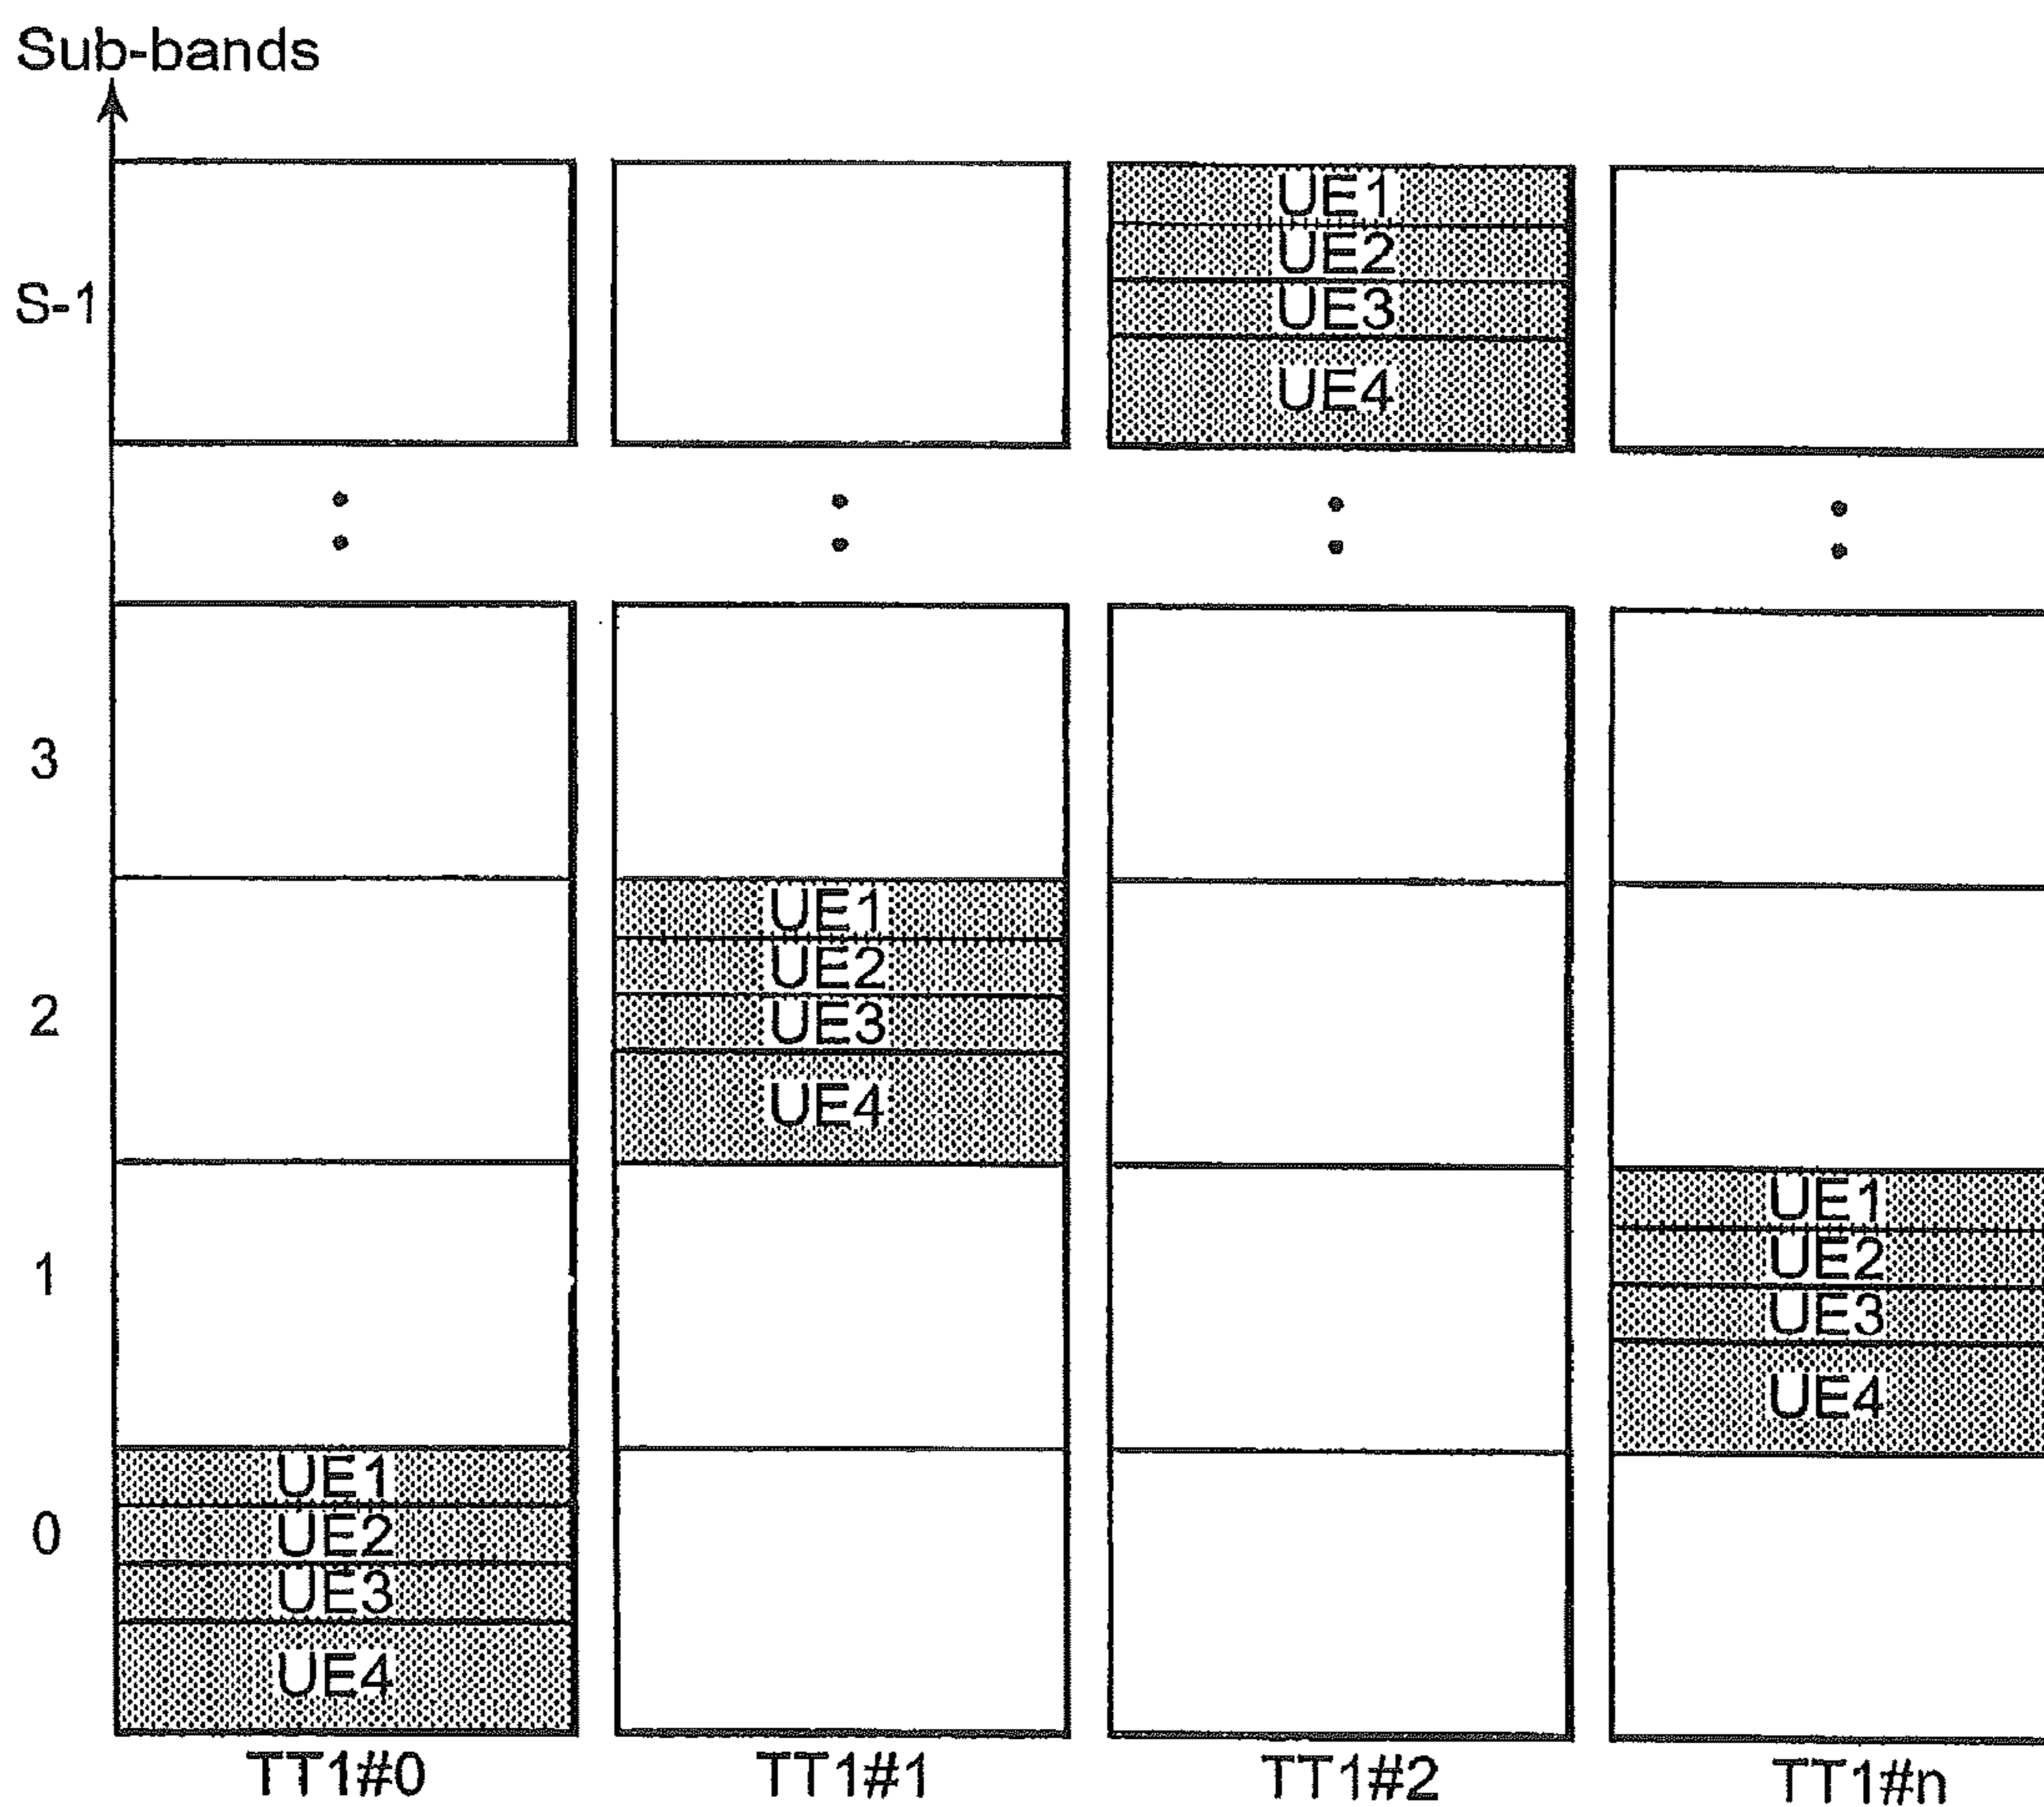 Sub-bands
UE1
UE2
S-1
UE3
UE4
3
UE1
UE2
2
UE3
UE4
UE1
1
UE2
UE3
UE4
UE1
0
UE2
UE3
UE4
TT1#0
TT1#1
TT1#2
TT1#n